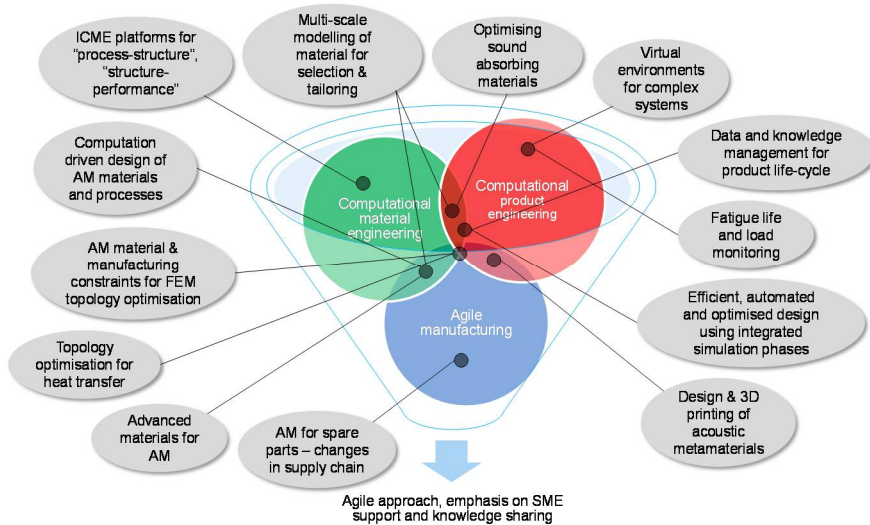 ICME platforms for
"process-structure",
"structure-
performance"
Multi-scale
modelling of
material for
selection &
tailoring
Optimising
sound
absorbing
materials
Virtual
environments
for complex
systems
Computation
driven design of
AM materials
and processes
Data and knowledge
management for
product life-cycle
Computational
material
engineering
Computational
product
engineering
Fatigue life
and load
monitoring
AM material &
manufacturing
constraints for FEM
topology optimisation
Agile
manufacturing
Efficient, automated
and optimised design
using integrated
simulation phases
Topology
optimisation for
heat transfer
Advanced
materials for
AM
AM for spare
parts – changes
in supply chain
Design & 3D
printing of
acoustic
metamaterials
Agile approach, emphasis on SME
support and knowledge sharing